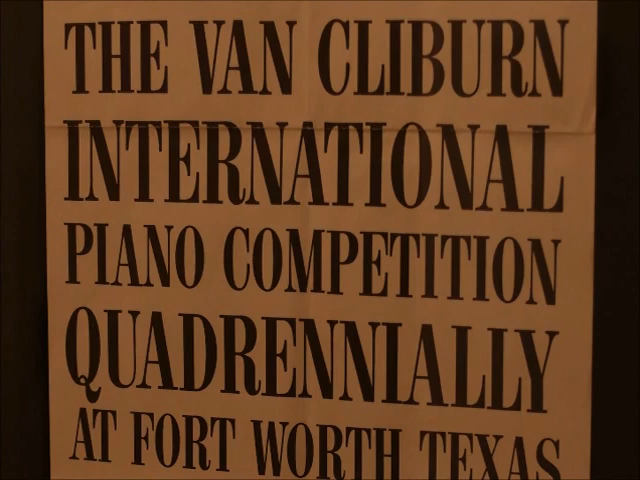 THE VAN CLIBURN
INTERNATIONAL
PIANO COMPETITION
QUADRENNIALLY
AT FORT WORTH TEXAS